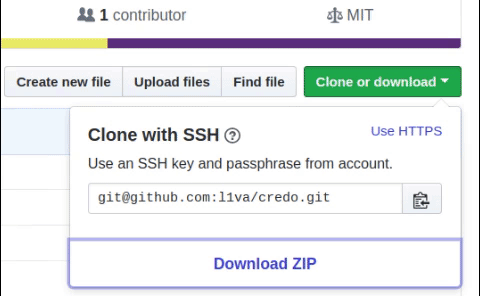 1 contributor
MIT
Create new file
Upload files
Find file
Clone or download
Clone with SSH
Use HTTPS
Use an SSH key and passphrase from account.
git@github.com:l1va/credo.git
Download ZIP